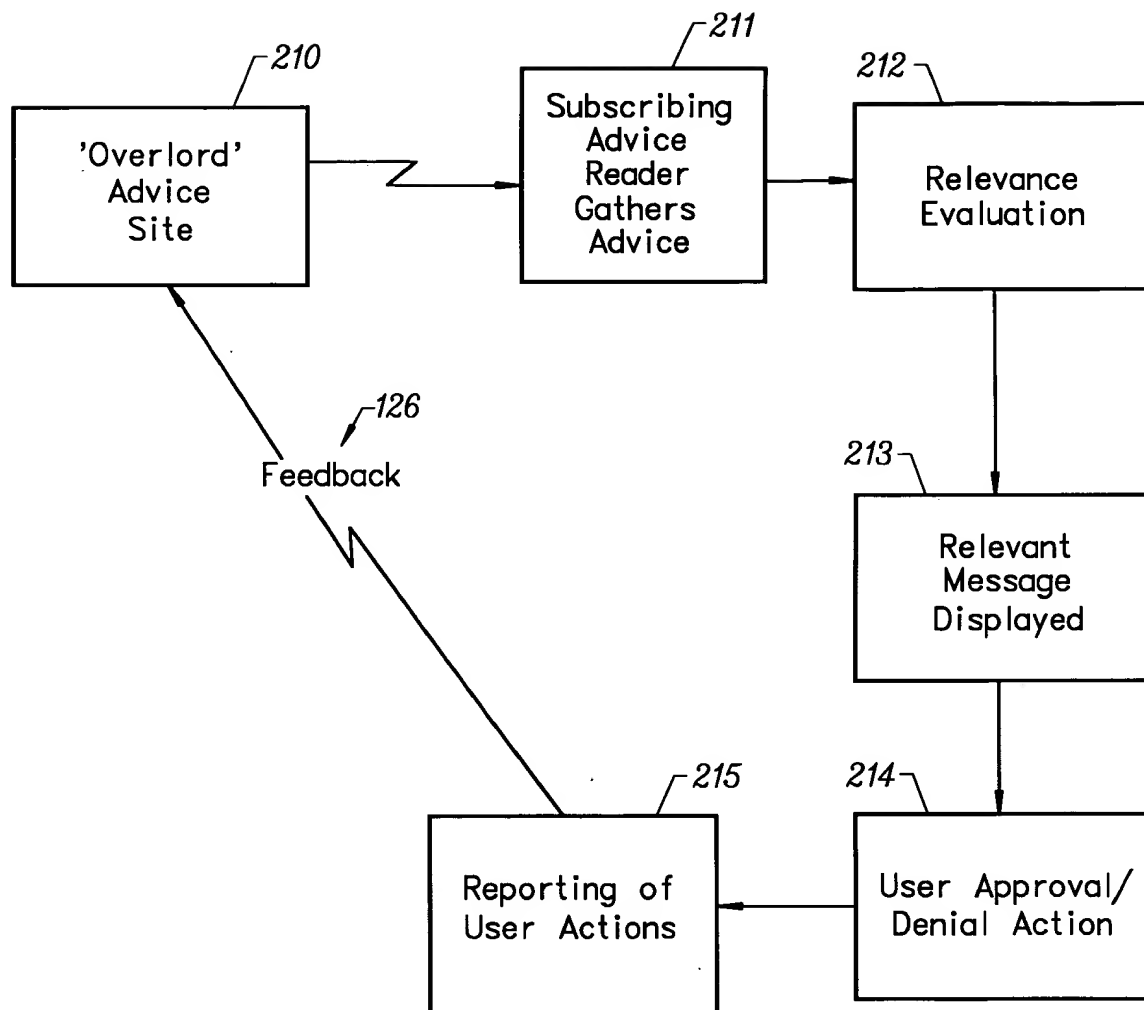 210
'Overlord'
Advice
Site
211
Subscribing
Advice
Reader
Gathers
Advice
212
Relevance
Evaluation
213
Relevant
Message
Displayed
214
User Approval/
Denial Action
215
Reporting of
User Actions
126
Feedback